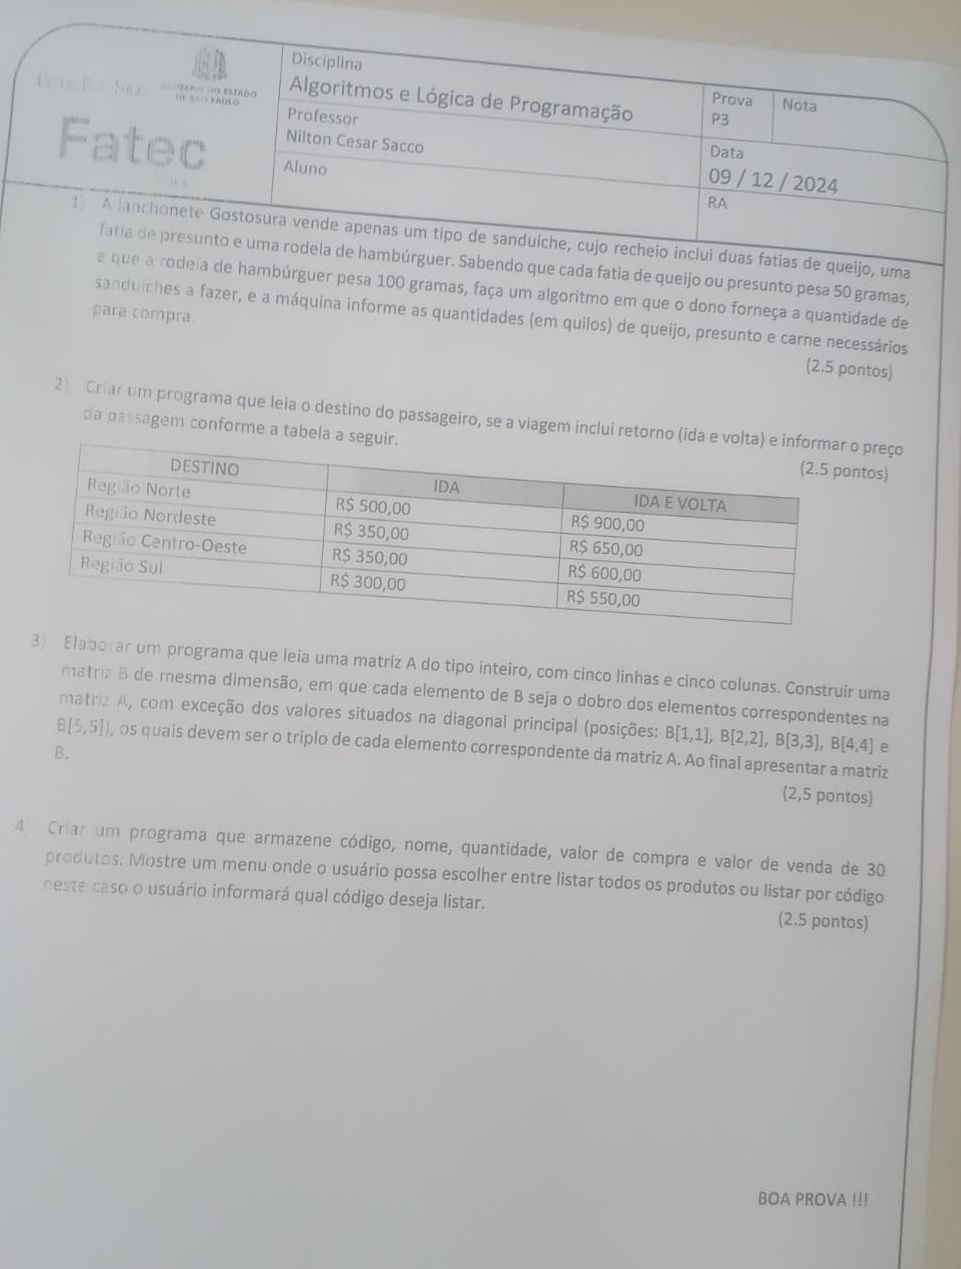 GOVERNO DO ESTADO
DE SÃO PAULO
Fatec
Disciplina
Algoritmos e Lógica de Programação
Professor
Nilton Cesar Sacco
Aluno
Prova
P3
Nota
Data
09 / 12 / 2024
RA
1) A lanchonete Gostosura vende apenas um tipo de sanduíche, cujo recheio inclui duas fatias de queijo, uma
fatia de presunto e uma rodela de hambúrguer. Sabendo que cada fatia de queijo ou presunto pesa 50 gramas,
e que a rodela de hambúrguer pesa 100 gramas, faça um algoritmo em que o dono forneça a quantidade de
sanduíches a fazer, e a máquina informe as quantidades (em quilos) de queijo, presunto e carne necessários
para compra.
(2.5 pontos)
2) Criar um programa que leia o destino do passageiro, se a viagem inclui retorno (ida e volta) e informar o preço
da passagem conforme a tabela a seguir.
(2.5 pontos)
DESTINO IDA IDA E VOLTA
Região Norte R$ 500,00 R$ 900,00
Região Nordeste R$ 350,00 R$ 650,00
Região Centro-Oeste R$ 350,00 R$ 600,00
Região Sul R$ 300,00 R$ 550,00
3) Elaborar um programa que leia uma matriz A do tipo inteiro, com cinco linhas e cinco colunas. Construir uma
matriz B de mesma dimensão, em que cada elemento de B seja o dobro dos elementos correspondentes na
matriz A, com exceção dos valores situados na diagonal principal (posições: B[1,1], B[2,2], B[3,3], B[4,4] e
B[5,5]), os quais devem ser o triplo de cada elemento correspondente da matriz A. Ao final apresentar a matriz
B.
(2,5 pontos)
4 Criar um programa que armazene código, nome, quantidade, valor de compra e valor de venda de 30
produtos. Mostre um menu onde o usuário possa escolher entre listar todos os produtos ou listar por código
neste caso o usuário informará qual código deseja listar.
(2.5 pontos)
BOA PROVA !!!